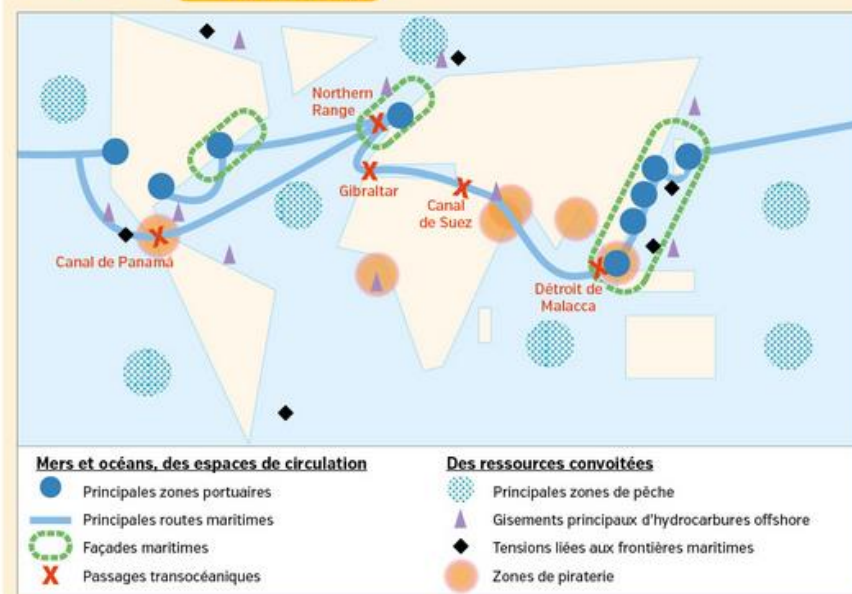 Northern
Range
Gibraltar
Canal
de Suez
Canal de Panamá
Détroit de
Malacca
Mers et océans, des espaces de circulation
Principales zones portuaires
Principales routes maritimes
Façades maritimes
Passages transocéaniques
Des ressources convoitées
Principales zones de pêche
Gisements principaux d'hydrocarbures offshore
Tensions liées aux frontières maritimes
Zones de piraterie